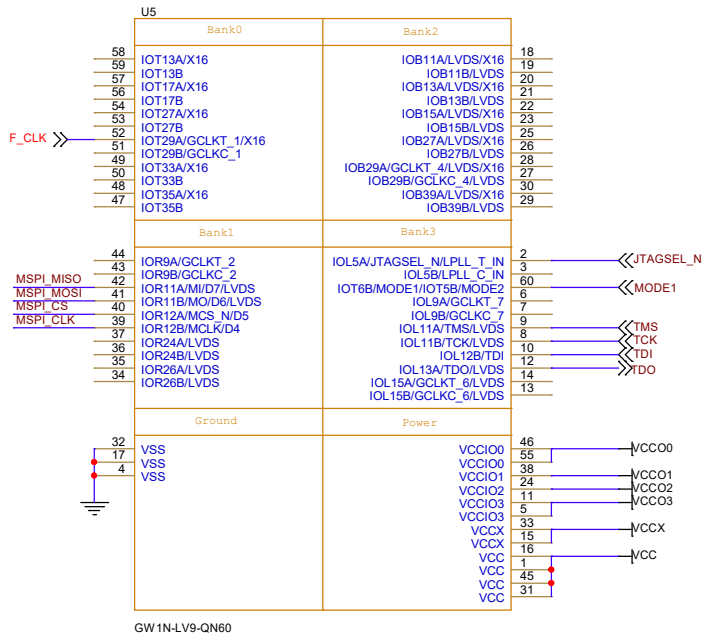 U5
Bank0 Bank2
58 IOT13A/X16 IOB11A/LVDS/X16 18
59 IOT13B IOB11B/LVDS 19
57 IOT17A/X16 IOB13A/LVDS/X16 20
56 IOT17B IOB13B/LVDS 21
54 IOT27A/X16 IOB15A/LVDS/X16 22
53 IOT27B IOB15B/LVDS 23
F_CLK 52 IOT29A/GCLKT_1/X16 IOB27A/LVDS/X16 25
51 IOT29B/GCLKC_1 IOB27B/LVDS 26
49 IOT33A/X16 IOB29A/GCLKT_4/LVDS/X16 28
50 IOT33B IOB29B/GCLKC_4/LVDS 27
48 IOT35A/X16 IOB39A/LVDS/X16 30
47 IOT35B IOB39B/LVDS 29
Bank1 Bank3
44 IOR9A/GCLKT_2 IOL5A/JTAGSEL_N/LPLL_T_IN 2 JTAGSEL_N
43 IOR9B/GCLKC_2 IOL5B/LPLL_C_IN 3
MSPI_MISO 42 IOR11A/MI/D7/LVDS IOT6B/MODE1/IOT5B/MODE2 60 MODE1
MSPI_MOSI 41 IOR11B/MO/D6/LVDS IOL9A/GCLKT_7 6
MSPI_CS 40 IOR12A/MCS_N/D5 IOL9B/GCLKC_7 7
MSPI_CLK 39 IOR12B/MCLK/D4 IOL11A/TMS/LVDS 9 TMS
37 IOR24A/LVDS IOL11B/TCK/LVDS 8 TCK
36 IOR24B/LVDS IOL12B/TDI 10 TDI
35 IOR26A/LVDS IOL13A/TDO/LVDS 12 TDO
34 IOR26B/LVDS IOL15A/GCLKT_6/LVDS 14
IOL15B/GCLKC_6/LVDS 13
Ground Power
32 VSS VCCIO0 46 VCCO0
17 VSS VCCIO0 55
4 VSS VCCIO1 38 VCCO1
VCCIO2 24 VCCO2
VCCIO3 11 VCCO3
VCCIO3 5
VCCX 33 VCCX
VCCX 15
VCC 16 VCC
VCC 1
VCC 45
VCC 31
GW1N-LV9-QN60